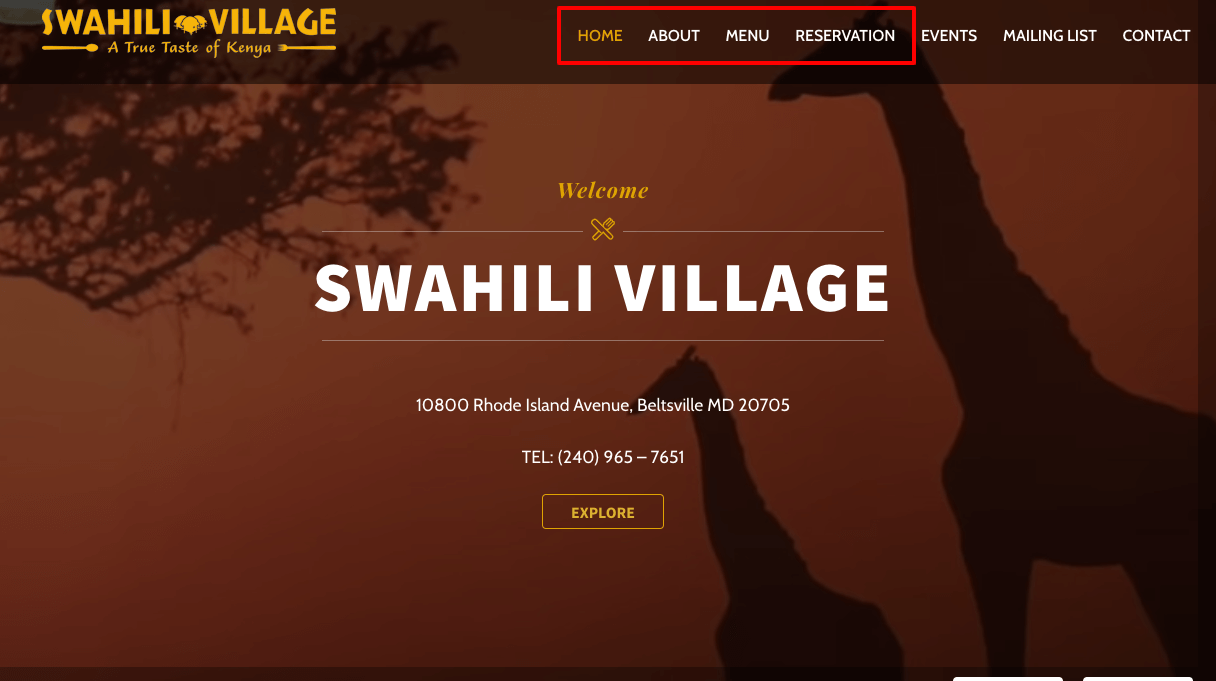 SWAHILI VILLAGE
A True Taste of Kenya
HOME ABOUT MENU RESERVATION EVENTS MAILING LIST CONTACT
Welcome
SWAHILI VILLAGE
10800 Rhode Island Avenue, Beltsville MD 20705
TEL: (240) 965 – 7651
EXPLORE